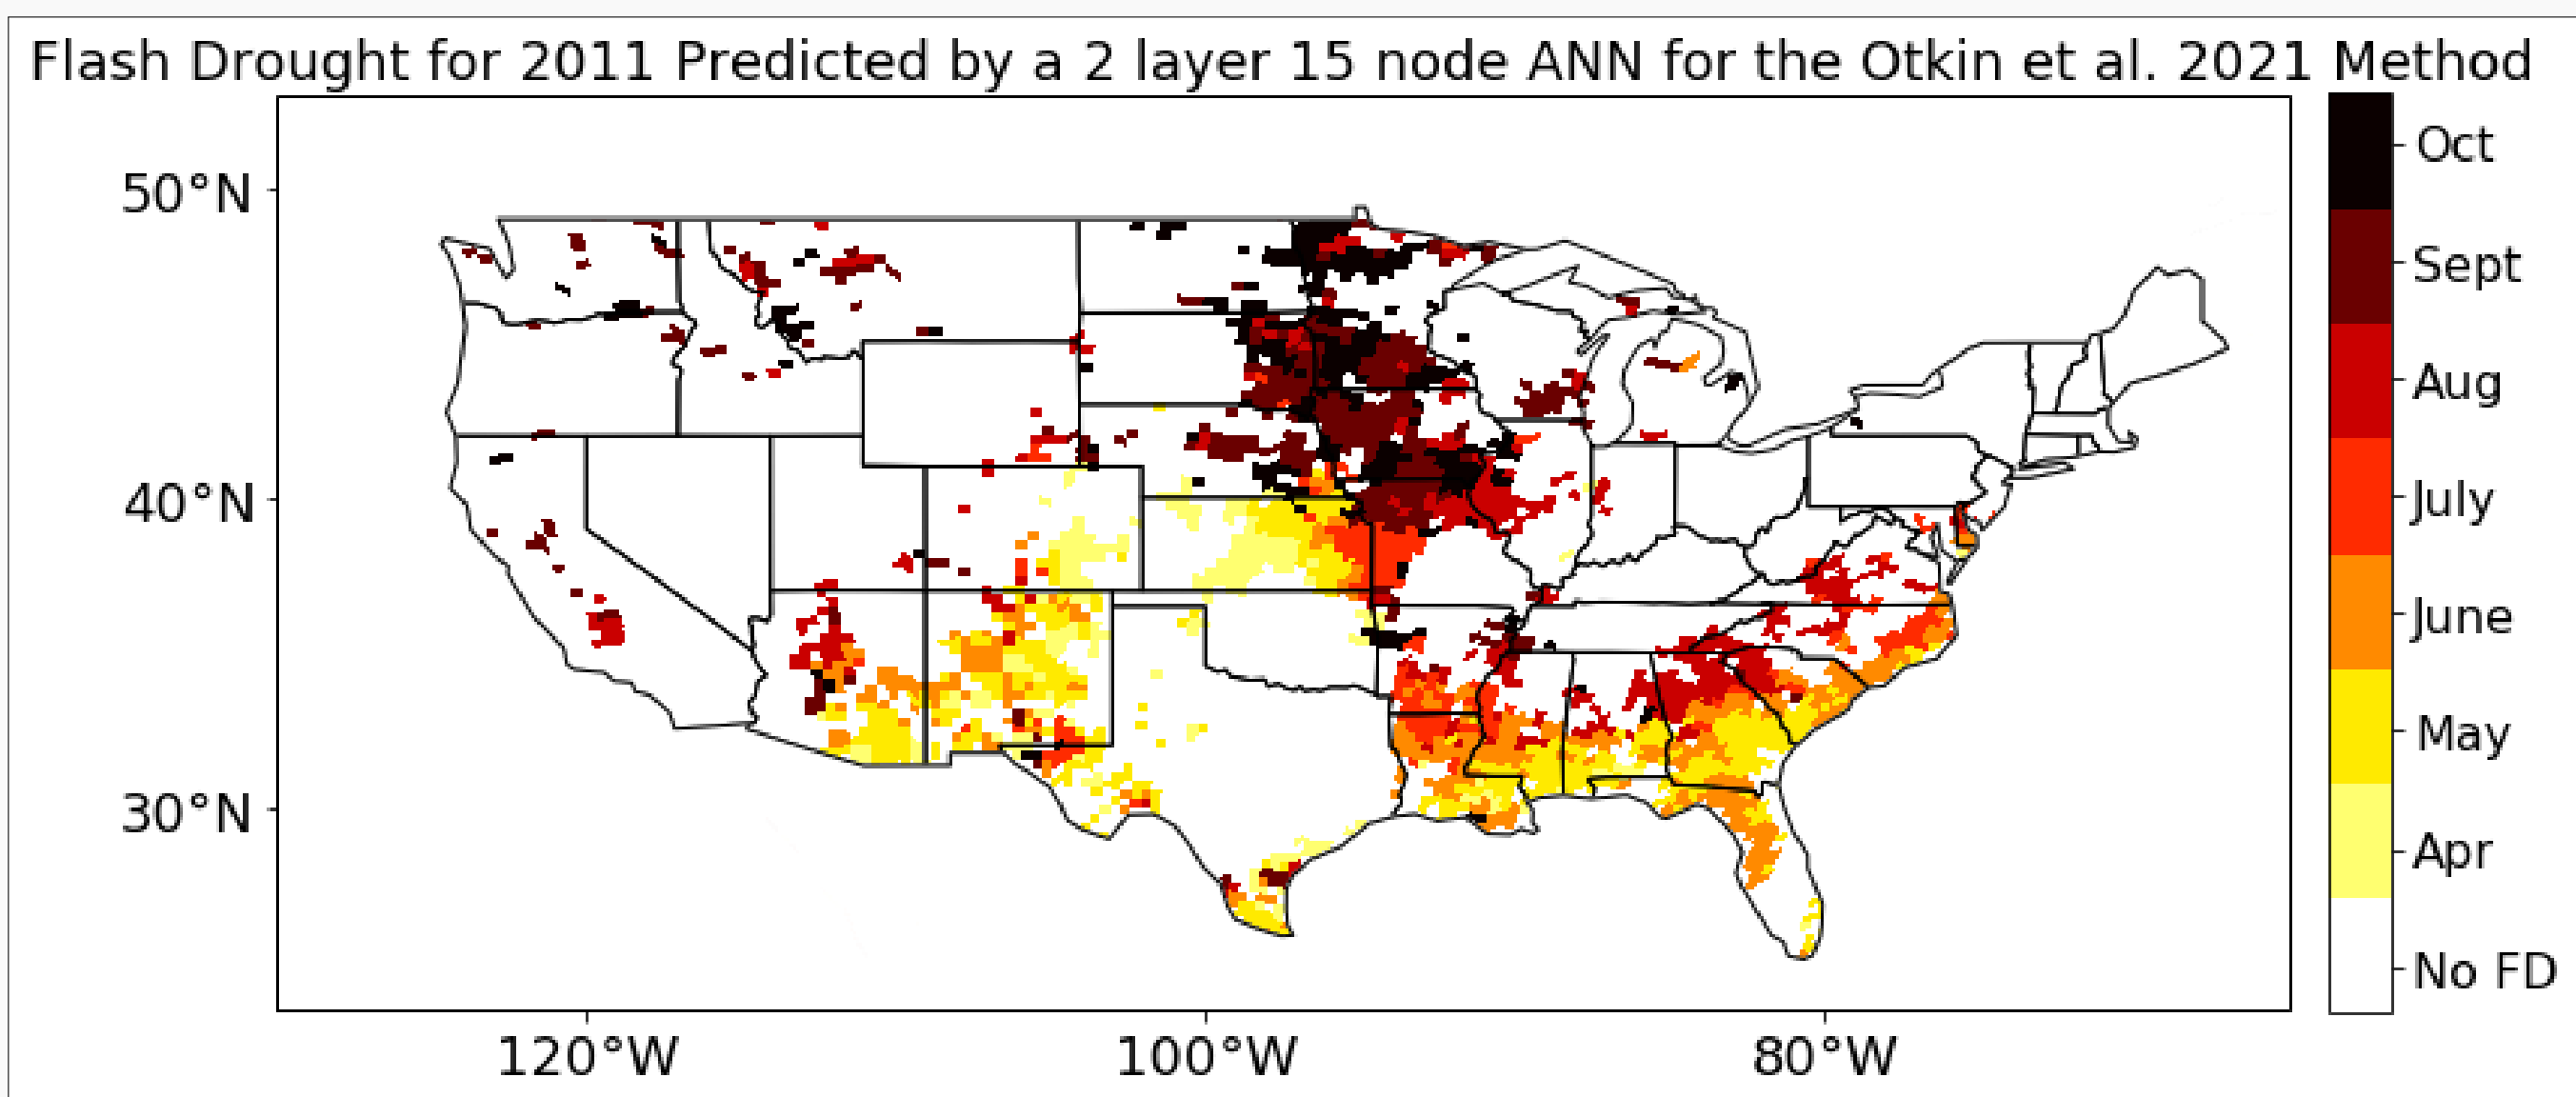 Flash Drought for 2011 Predicted by a 2 layer 15 node ANN for the Otkin et al. 2021 Method
50°N
40°N
30°N
120°W
100°W
80°W
Oct
Sept
Aug
July
June
May
Apr
No FD